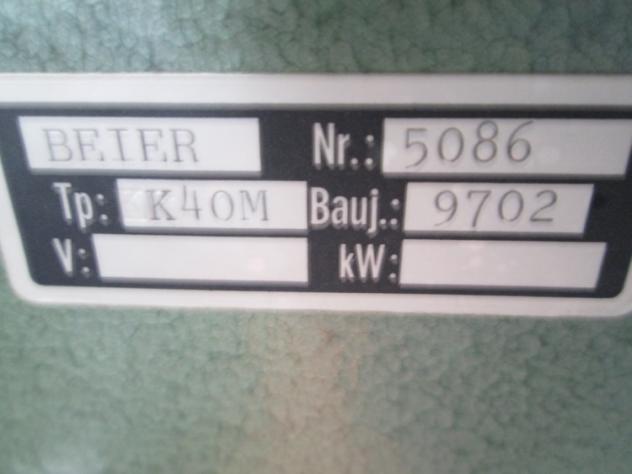 BEIER Nr.: 5086
Tp: K40M Bauj.: 9702
V: kW: